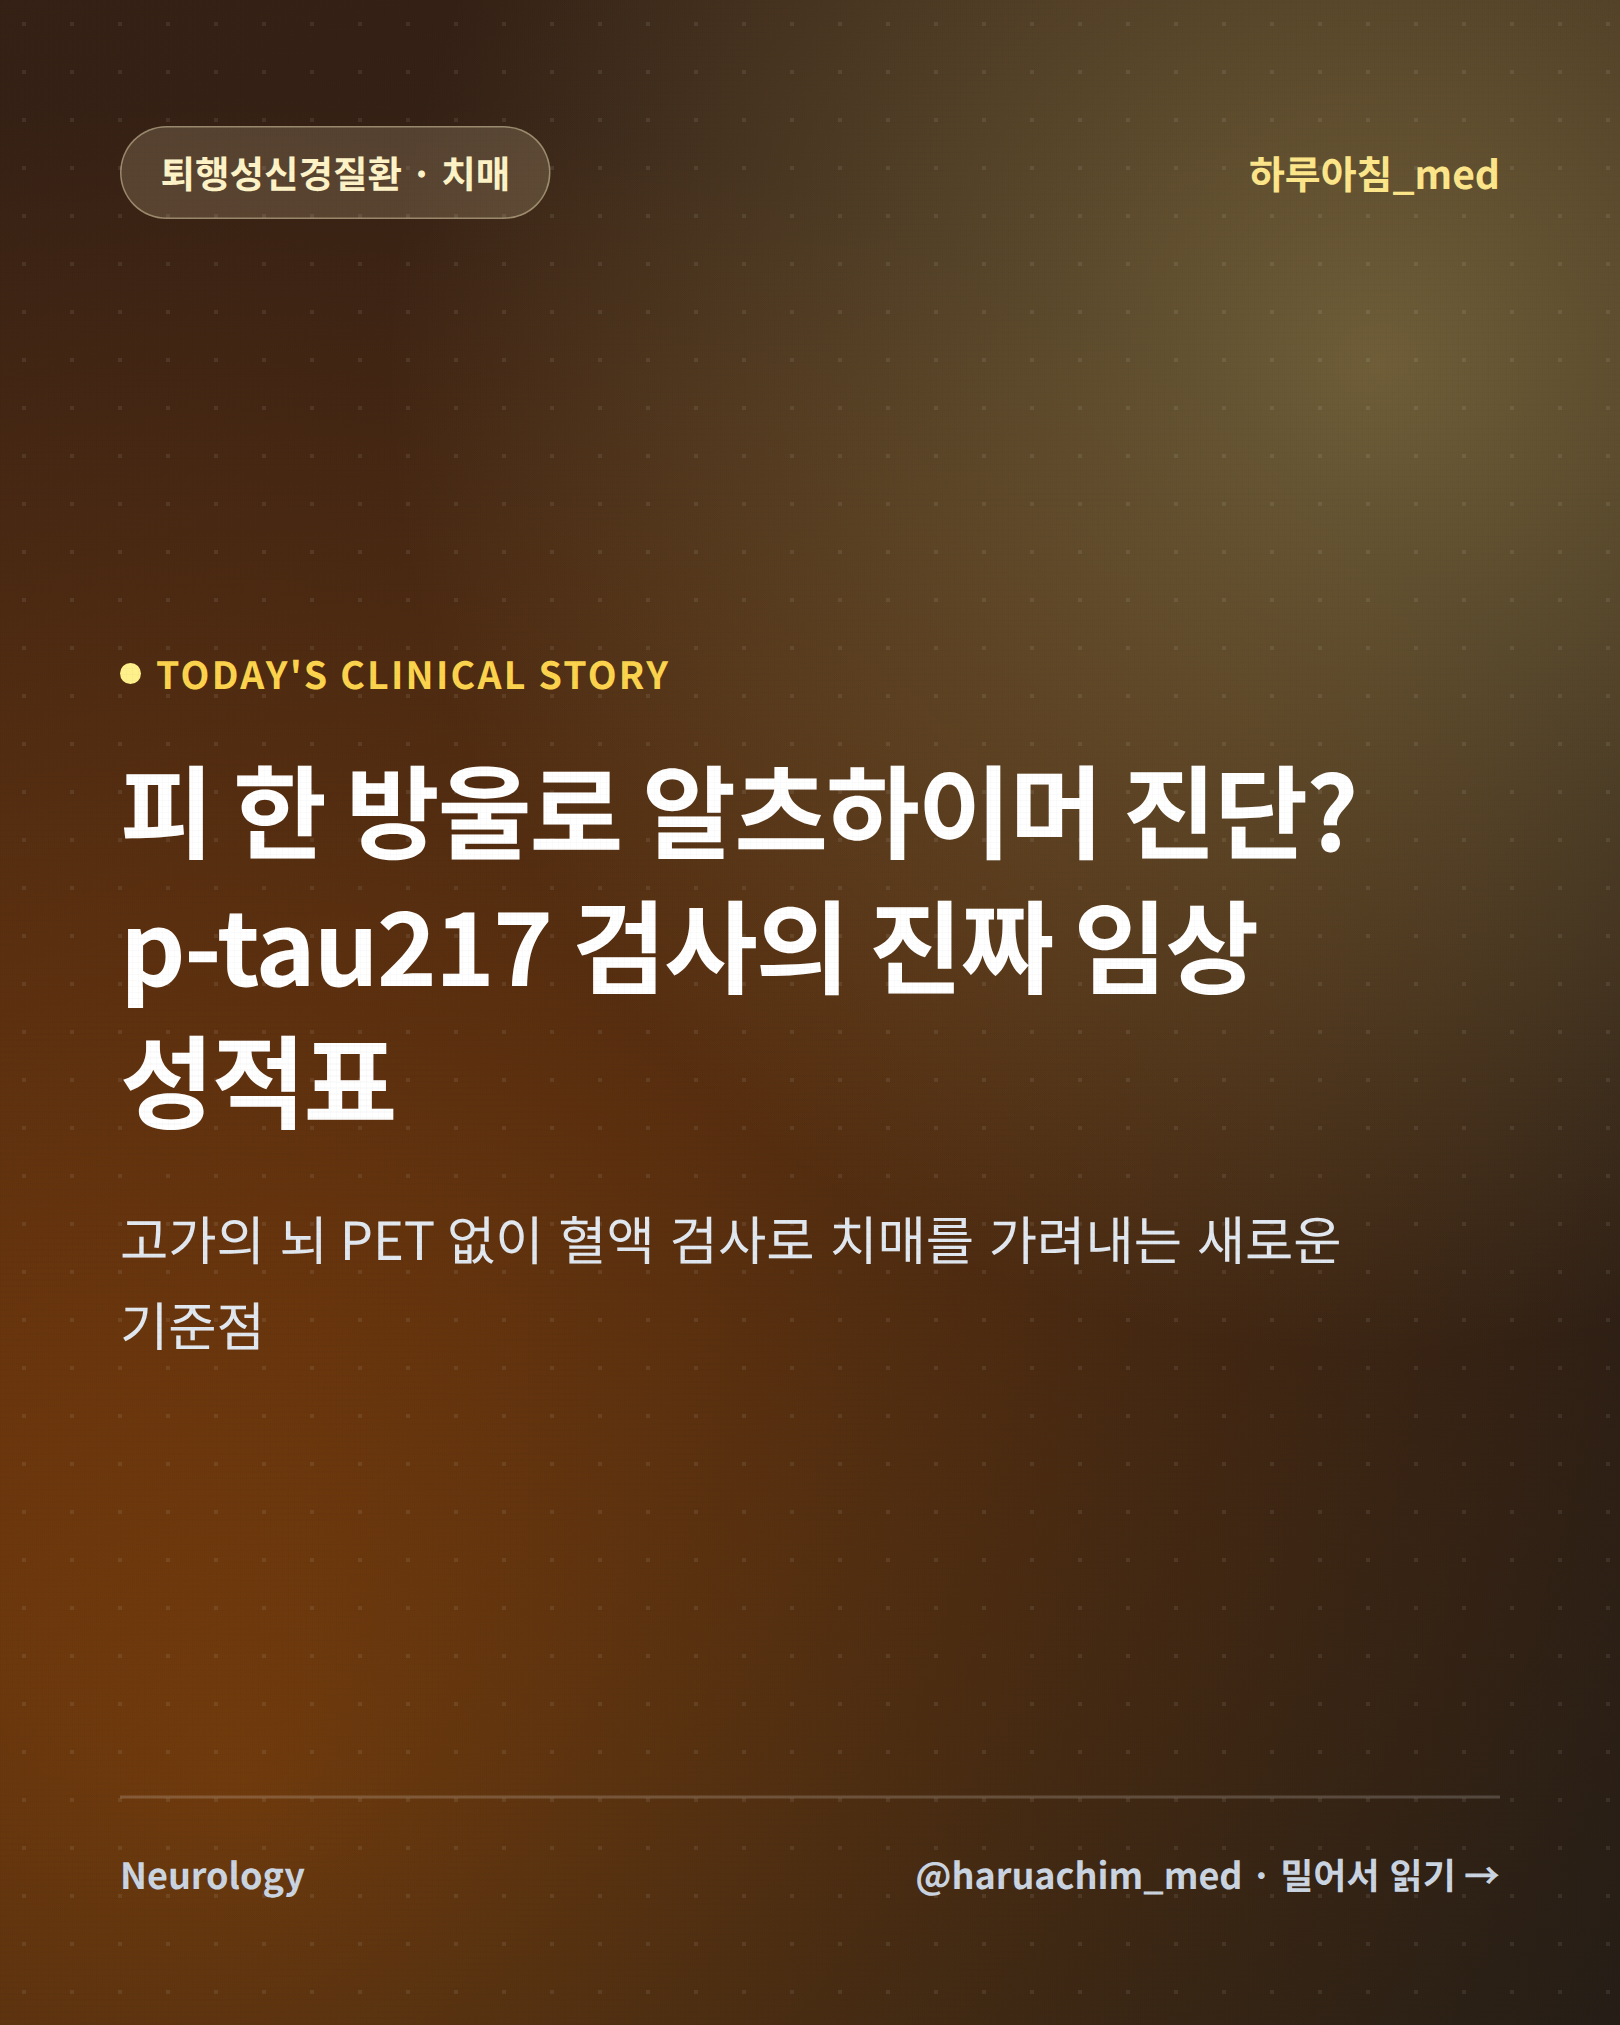 퇴행성신경질환 · 치매
하루아침_med
TODAY'S CLINICAL STORY
피 한 방울로 알츠하이머 진단?
p-tau217 검사의 진짜 임상
성적표
고가의 뇌 PET 없이 혈액 검사로 치매를 가려내는 새로운
기준점
Neurology
@haruachim_med · 밀어서 읽기 →